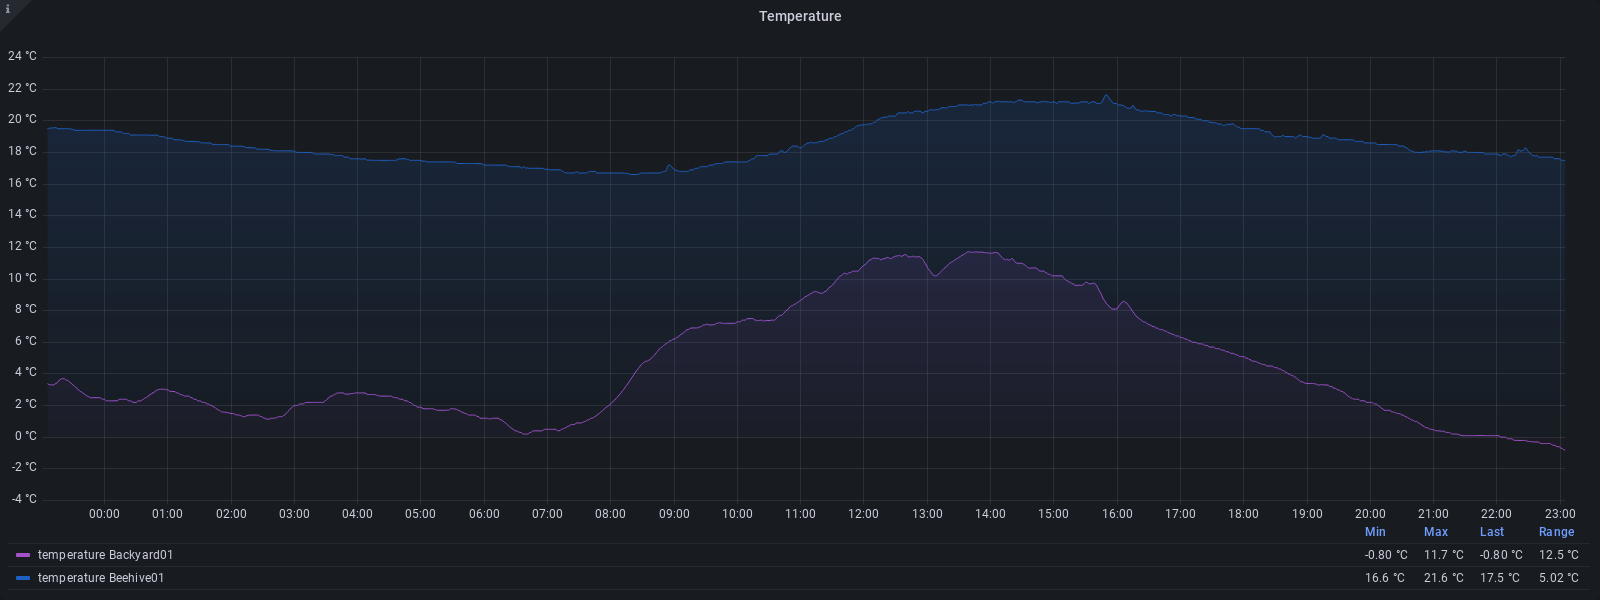 i
Temperature
24 °C
22 °C
20 °C
18 °C
16 °C
14 °C
12 °C
10 °C
8 °C
6 °C
4 °C
2 °C
0 °C
-2 °C
-4 °C
00:00 01:00 02:00 03:00 04:00 05:00 06:00 07:00 08:00 09:00 10:00 11:00 12:00 13:00 14:00 15:00 16:00 17:00 18:00 19:00 20:00 21:00 22:00 23:00
Min Max Last Range
temperature Backyard01 -0.80 °C 11.7 °C -0.80 °C 12.5 °C
temperature Beehive01 16.6 °C 21.6 °C 17.5 °C 5.02 °C